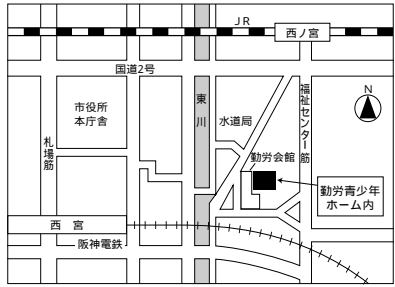 JR
西ノ宮
国道2号
N
市役所
本庁舎
東川
水道局
福祉センター筋
札場筋
勤労会館
勤労青少年
ホーム内
西 宮
阪神電鉄